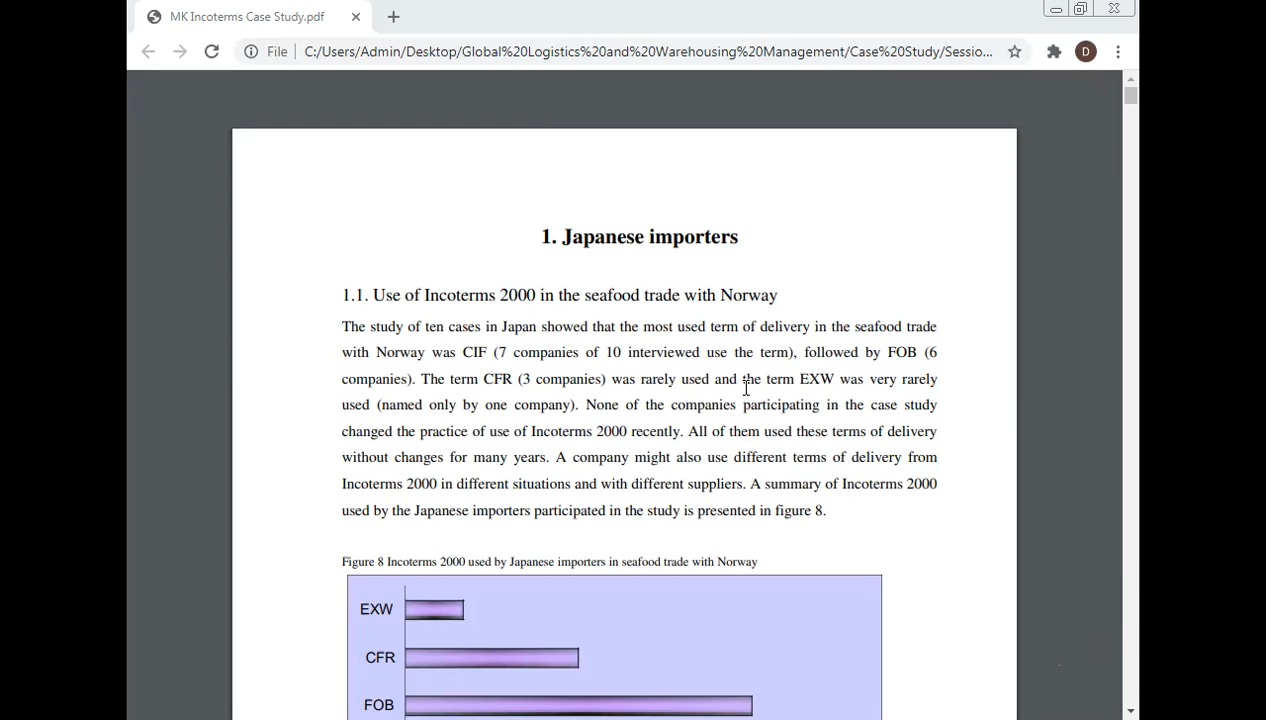 MK Incoterms Case Study.pdf
File C:/Users/Admin/Desktop/Global%20Logistics%20and%20Warehousing%20Management/Case%20Study/Sessio... D
1. Japanese importers
1.1. Use of Incoterms 2000 in the seafood trade with Norway
The study of ten cases in Japan showed that the most used term of delivery in the seafood trade
with Norway was CIF (7 companies of 10 interviewed use the term), followed by FOB (6
companies). The term CFR (3 companies) was rarely used and the term EXW was very rarely
used (named only by one company). None of the companies participating in the case study
changed the practice of use of Incoterms 2000 recently. All of them used these terms of delivery
without changes for many years. A company might also use different terms of delivery from
Incoterms 2000 in different situations and with different suppliers. A summary of Incoterms 2000
used by the Japanese importers participated in the study is presented in figure 8.
Figure 8 Incoterms 2000 used by Japanese importers in seafood trade with Norway
EXW
CFR
FOB